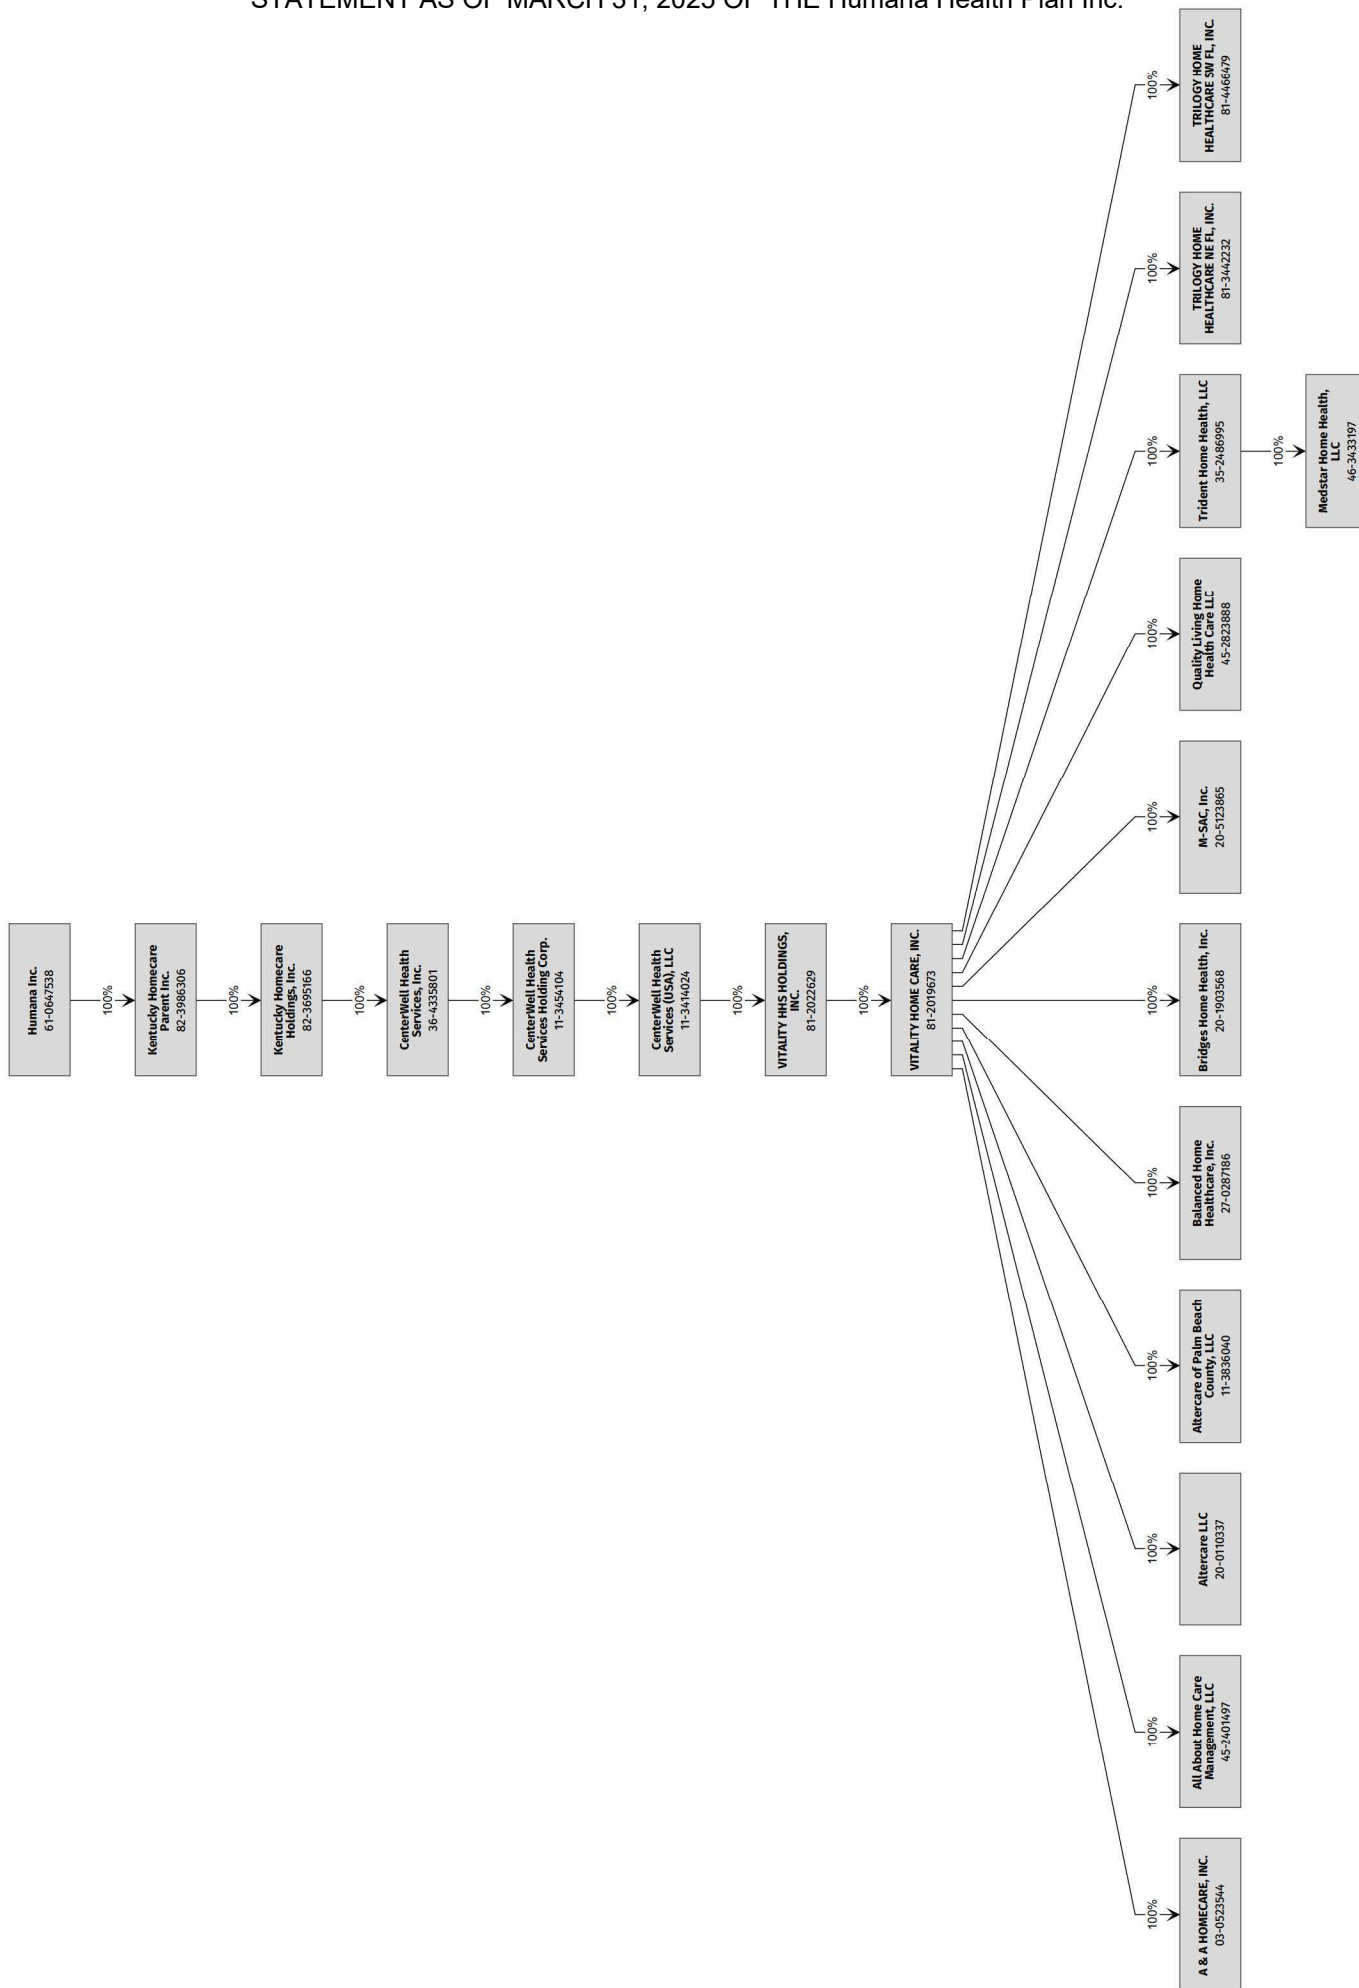 STATEMENT AS OF MARCH 31, 2025 OF THE Humana Health Plan Inc.
Humana Inc.
61-0647538
100%
Kentucky Homecare
Parent Inc.
82-3986306
100%
Kentucky Homecare
Holdings, Inc.
82-3695166
100%
CenterWell Health
Services, Inc.
36-4335801
100%
CenterWell Health
Services Holding Corp.
11-3454104
100%
CenterWell Health
Services (USA), LLC
11-3414024
100%
VITALITY HHS HOLDINGS,
INC.
81-2022629
100%
VITALITY HOME CARE, INC.
81-2019673
100%
A & A HOMECARE, INC.
03-0523544
100%
All About Home Care
Management, LLC
45-2401497
100%
Altercare LLC
20-0110337
100%
Altercare of Palm Beach
County, LLC
11-3836040
100%
Balanced Home
Healthcare, Inc.
27-0287186
100%
Bridges Home Health, Inc.
20-1903568
100%
M-SAC, Inc.
20-5123865
100%
Quality Living Home
Health Care LLC
45-2823888
100%
Trident Home Health, LLC
35-2486995
100%
TRILOGY HOME
HEALTHCARE NE FL, INC.
81-3442232
100%
TRILOGY HOME
HEALTHCARE SW FL, INC.
81-4466479
100%
Medstar Home Health,
LLC
46-3433197